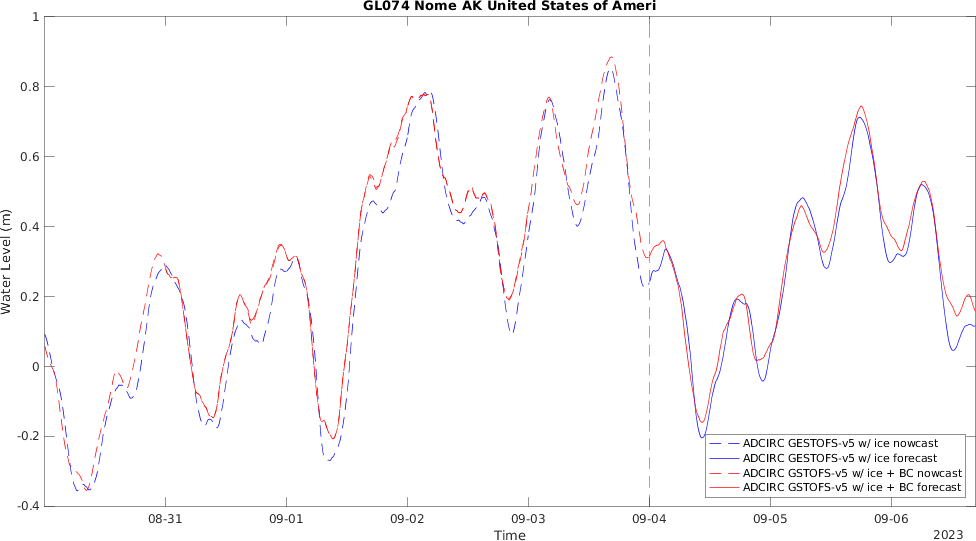 GL074 Nome AK United States of Ameri
1
0.8
0.6
0.4
0.2
0
-0.2
-0.4
Water Level (m)
08-31 09-01 09-02 09-03 09-04 09-05 09-06
Time
2023
ADCIRC GESTOFS-v5 w/ ice nowcast
ADCIRC GESTOFS-v5 w/ ice forecast
ADCIRC GSTOFS-v5 w/ ice + BC nowcast
ADCIRC GSTOFS-v5 w/ ice + BC forecast